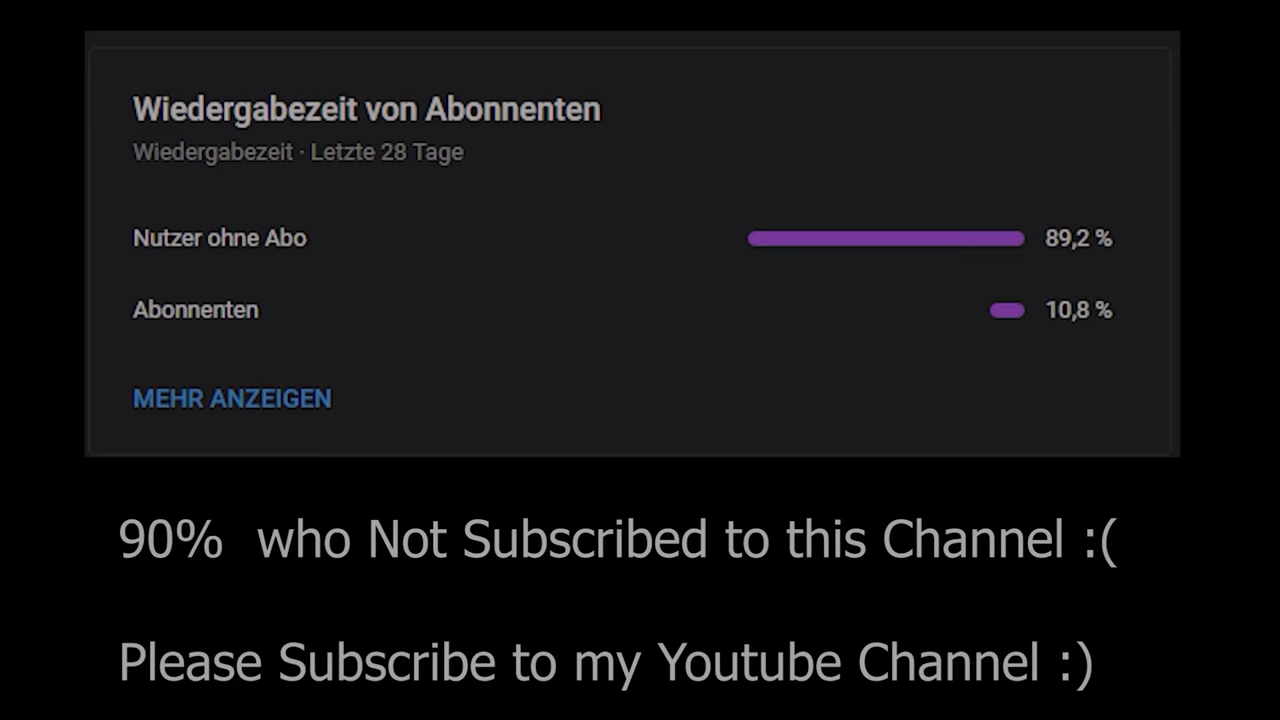 Wiedergabezeit von Abonnenten
Wiedergabezeit · Letzte 28 Tage
Nutzer ohne Abo 89,2 %
Abonnenten 10,8 %
MEHR ANZEIGEN
90% who Not Subscribed to this Channel :(
Please Subscribe to my Youtube Channel :)